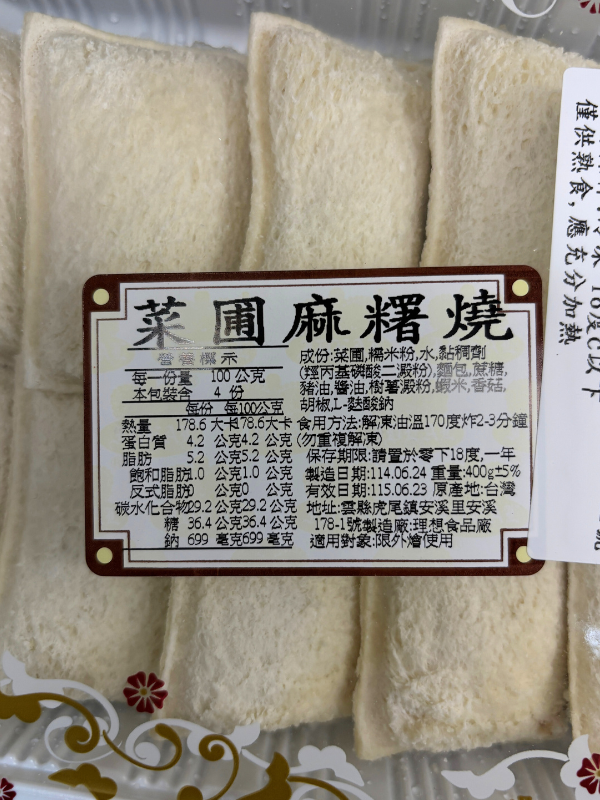 菜圃麻糬燒
營養標示
每一份量 100 公克
本包裝含 4 份
每份 每100公克
熱量 178.6 大卡 178.6大卡
蛋白質 4.2 公克 4.2 公克
脂肪 5.2 公克 5.2 公克
飽和脂肪 1.0 公克 1.0 公克
反式脂肪 0 公克 0 公克
碳水化合物 29.2 公克 29.2 公克
糖 36.4 公克 36.4 公克
鈉 699 毫克 699 毫克
成份:菜圃,糯米粉,水,黏稠劑
(羥丙基磷酸二澱粉),麵包,蔗糖,
豬油,醬油,樹薯澱粉,蝦米,香菇,
胡椒,L-麩酸鈉
食用方法:解凍油溫170度炸2-3分鐘
(勿重複解凍)
保存期限:請置於零下18度,一年
製造日期:114.06.24 重量:400g±5%
有效日期:115.06.23 原產地:台灣
地址:雲縣虎尾鎮安溪里安溪
178-1號製造廠:理想食品廠
適用對象:限外燴使用
18度C以下
僅供熟食,應充分加熱